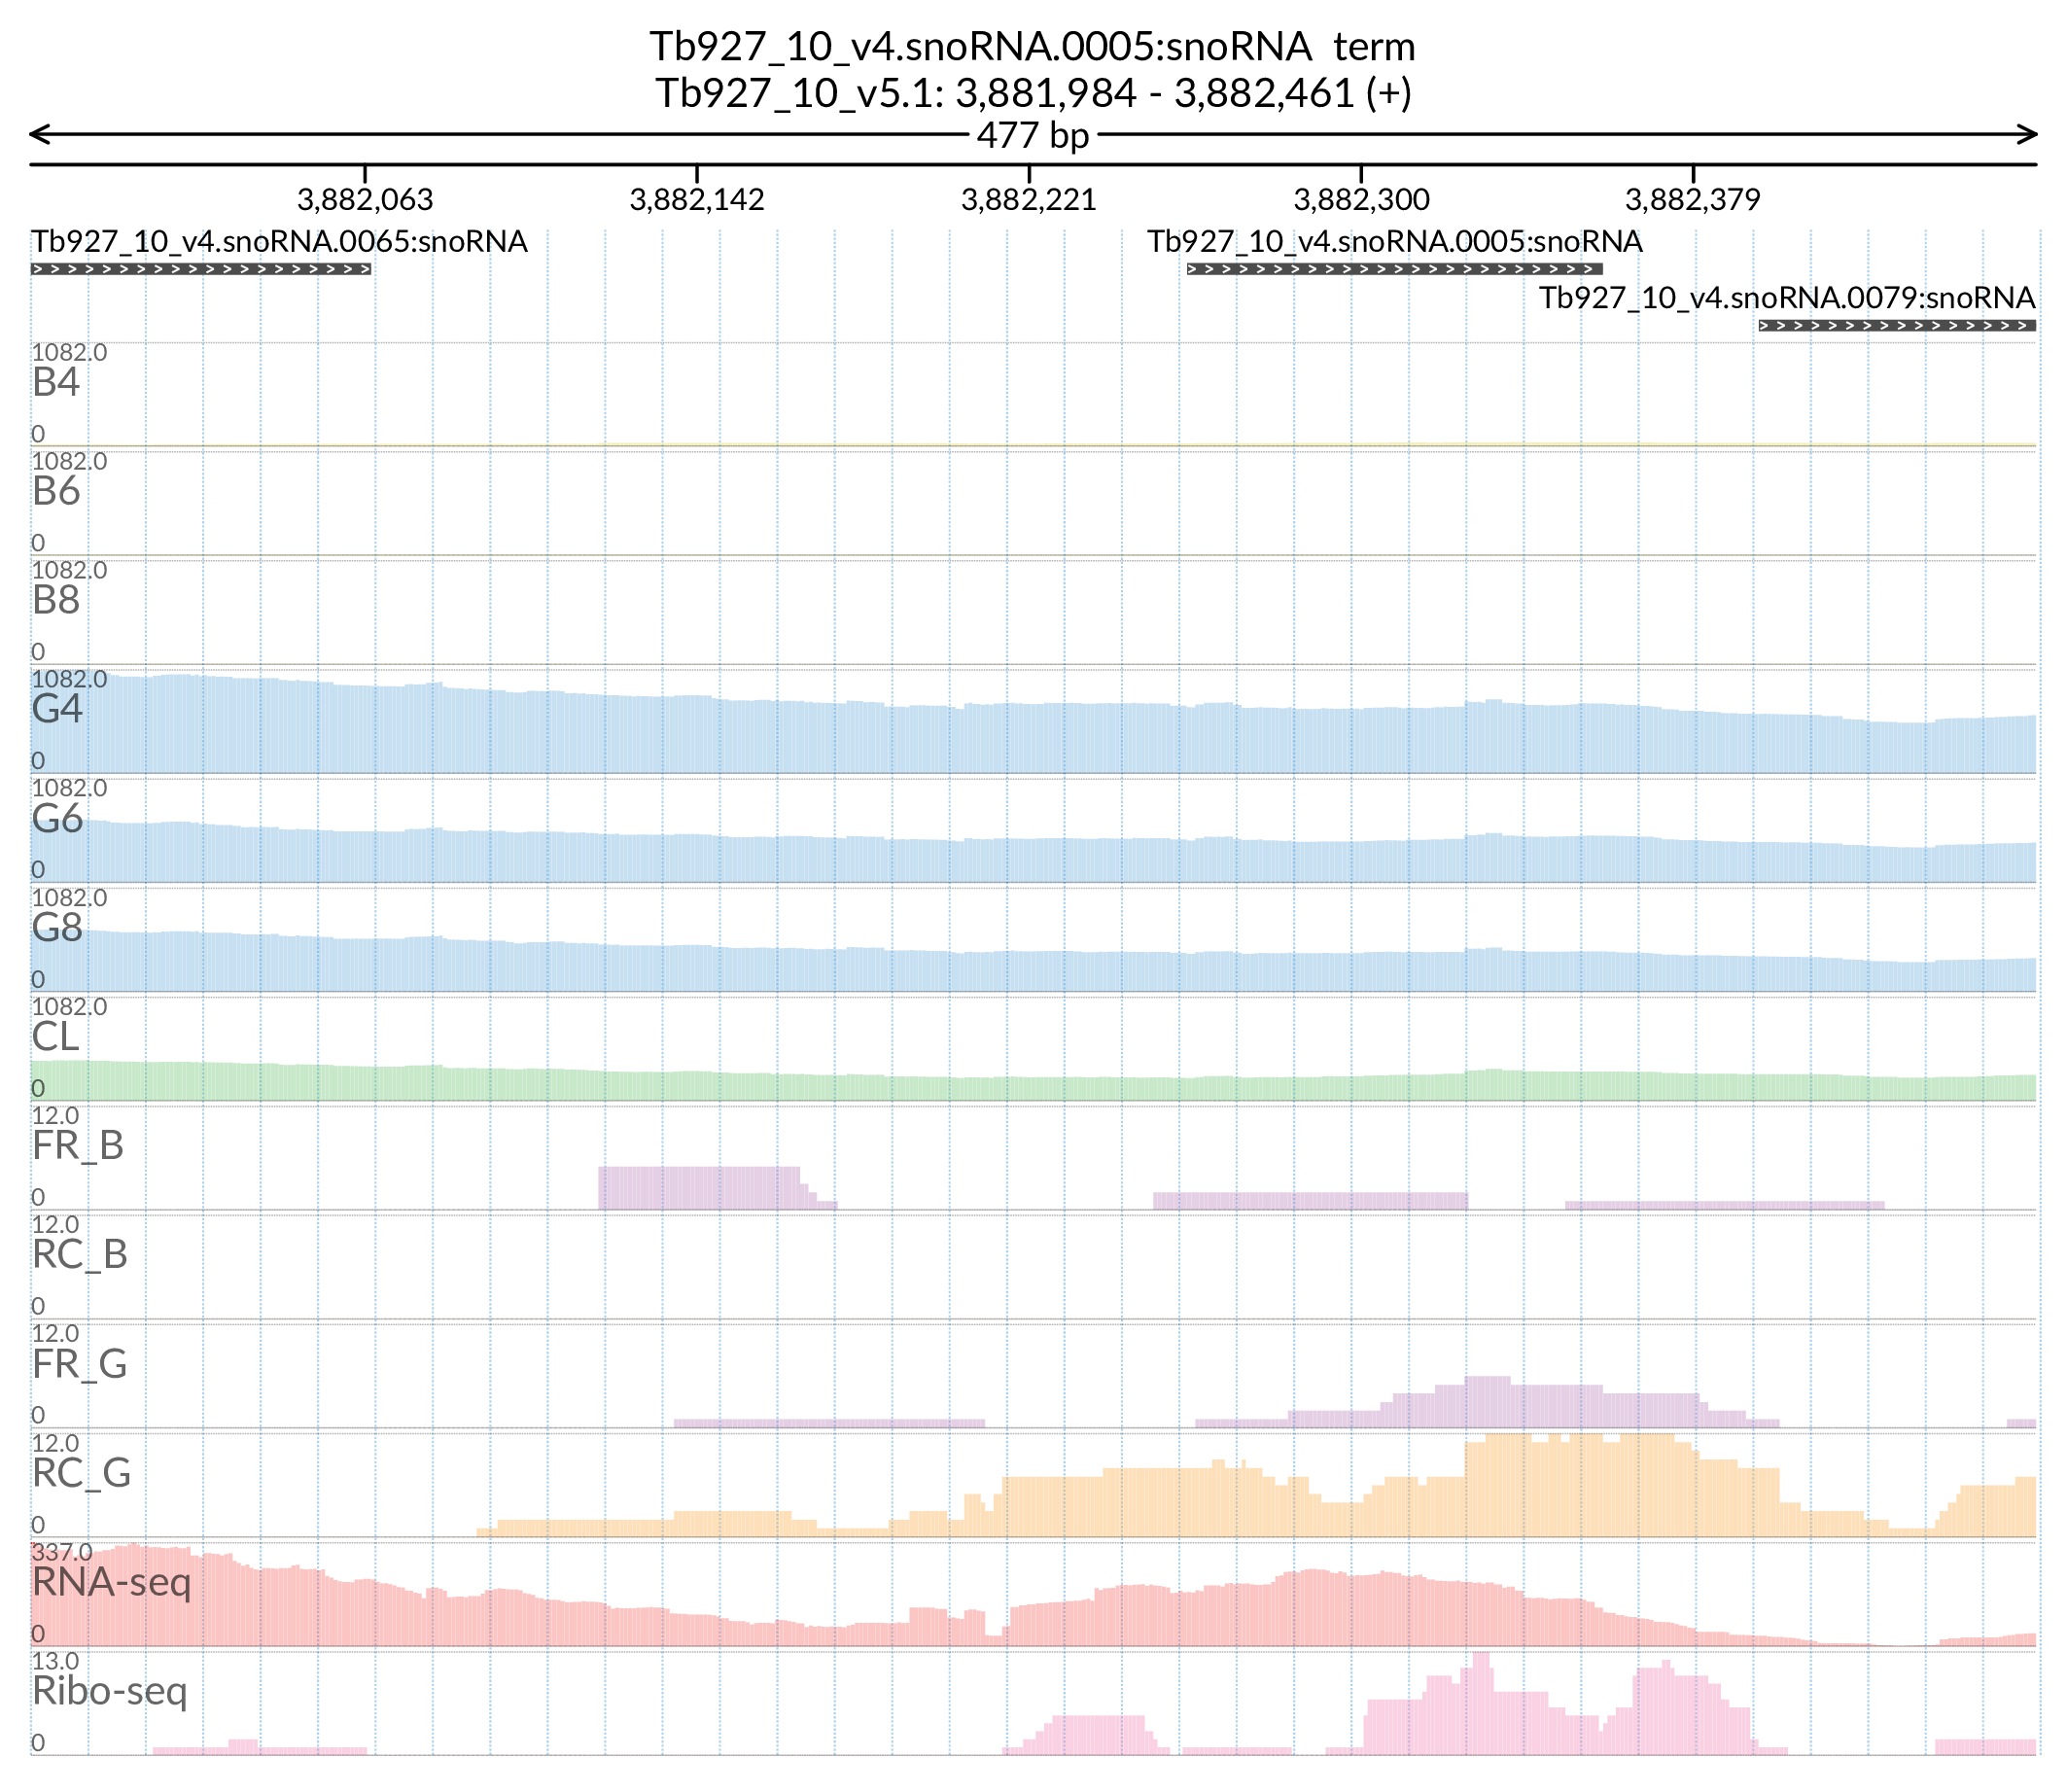 Tb927_10_v4.snoRNA.0005:snoRNA term
Tb927_10_v5.1: 3,881,984 - 3,882,461 (+)
477 bp
3,882,063 3,882,142 3,882,221 3,882,300 3,882,379
Tb927_10_v4.snoRNA.0065:snoRNA Tb927_10_v4.snoRNA.0005:snoRNA
Tb927_10_v4.snoRNA.0079:snoRNA
1082.0
B4
0
1082.0
B6
0
1082.0
B8
0
1082.0
G4
0
1082.0
G6
0
1082.0
G8
0
1082.0
CL
0
12.0
FR_B
0
12.0
RC_B
0
12.0
FR_G
0
12.0
RC_G
0
337.0
RNA-seq
0
13.0
Ribo-seq
0